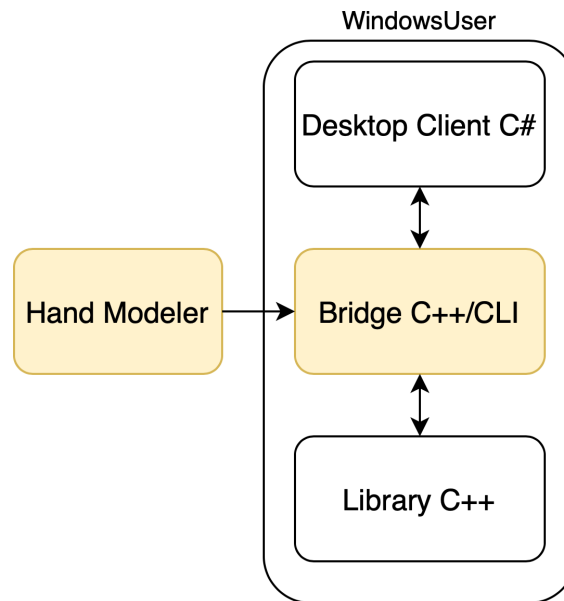 WindowsUser
Desktop Client C#
Hand Modeler
Bridge C++/CLI
Library C++